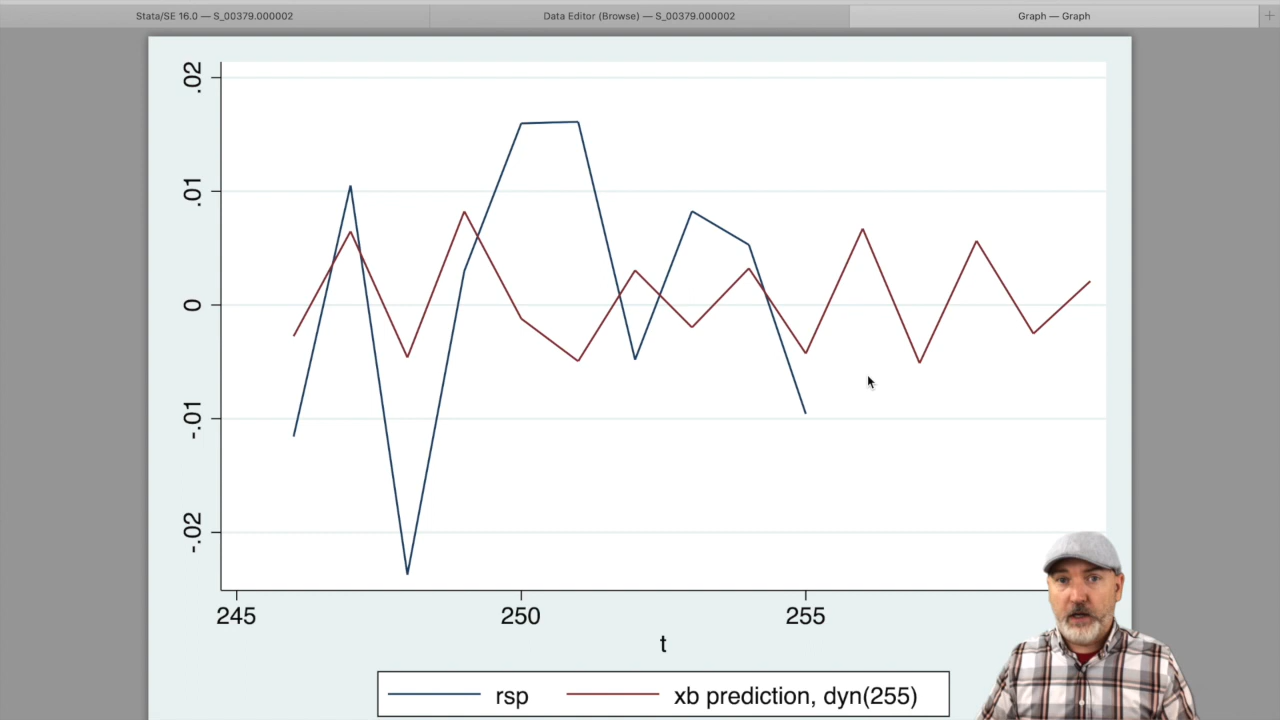 Stata/SE 16.0 — S_00379.000002
Data Editor (Browse) — S_00379.000002
Graph — Graph
.02
.01
0
-.01
-.02
245
250
255
t
rsp
xb prediction, dyn(255)